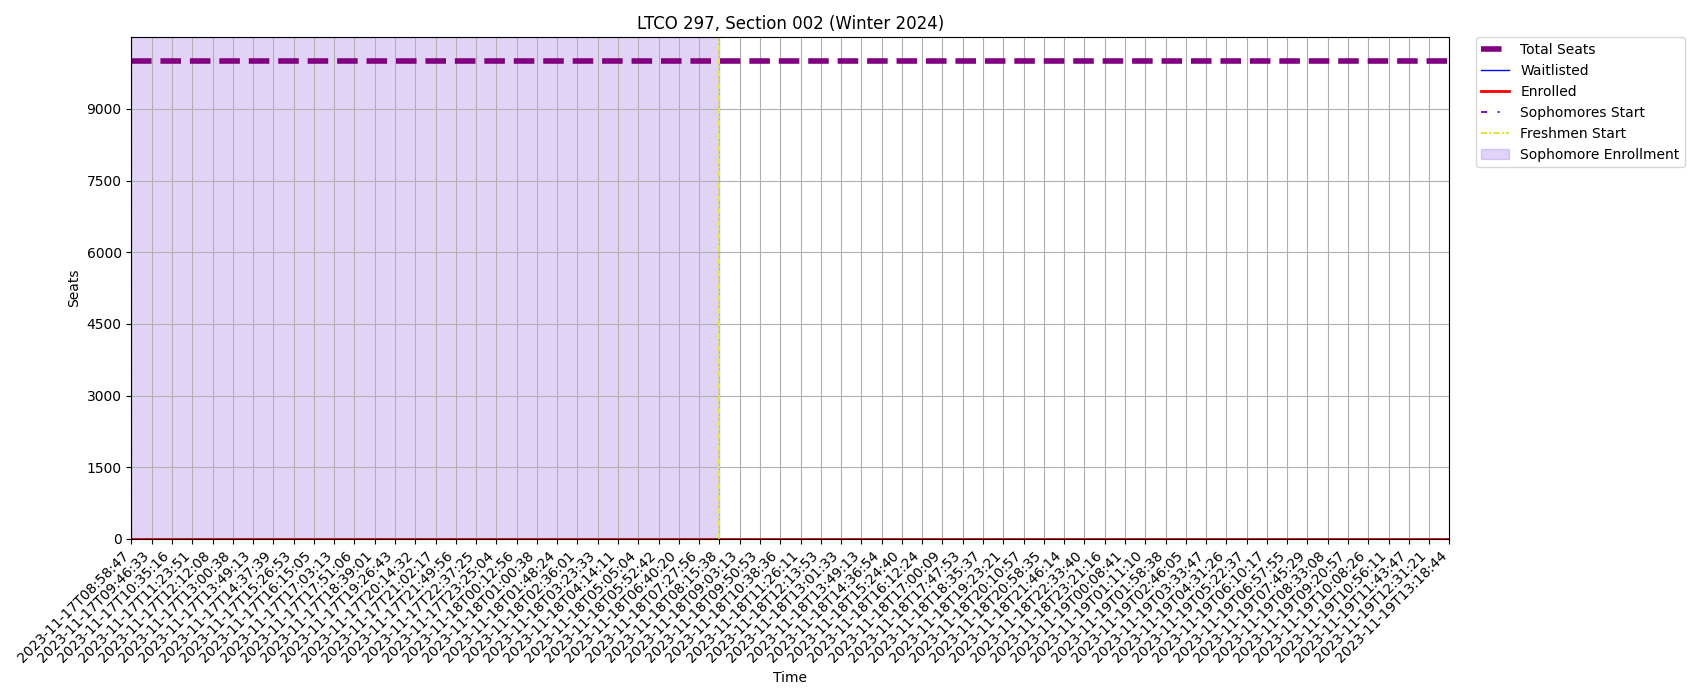 LTCO 297, Section 002 (Winter 2024)
Total Seats
Waitlisted
Enrolled
Sophomores Start
Freshmen Start
Sophomore Enrollment
9000
7500
6000
4500
3000
1500
0
Seats
2023-11-17T08:58:47
2023-11-17T09:46:33
2023-11-17T10:35:16
2023-11-17T11:23:51
2023-11-17T12:12:08
2023-11-17T13:00:38
2023-11-17T13:49:13
2023-11-17T14:37:39
2023-11-17T15:26:53
2023-11-17T16:15:05
2023-11-17T17:03:12
2023-11-17T17:51:06
2023-11-17T18:39:01
2023-11-17T19:26:43
2023-11-17T20:14:32
2023-11-17T21:02:17
2023-11-17T21:49:56
2023-11-17T22:37:25
2023-11-17T23:25:04
2023-11-18T00:12:56
2023-11-18T01:00:38
2023-11-18T01:48:24
2023-11-18T02:36:01
2023-11-18T03:23:33
2023-11-18T04:14:11
2023-11-18T05:05:04
2023-11-18T05:52:42
2023-11-18T06:40:20
2023-11-18T07:27:56
2023-11-18T08:15:38
2023-11-18T09:03:13
2023-11-18T09:50:53
2023-11-18T10:38:36
2023-11-18T11:26:11
2023-11-18T12:13:53
2023-11-18T13:01:33
2023-11-18T13:49:13
2023-11-18T14:36:54
2023-11-18T15:24:40
2023-11-18T16:12:24
2023-11-18T17:00:09
2023-11-18T17:47:53
2023-11-18T18:35:37
2023-11-18T19:23:21
2023-11-18T20:10:57
2023-11-18T20:58:35
2023-11-18T21:46:14
2023-11-18T22:33:40
2023-11-18T23:21:16
2023-11-19T00:08:41
2023-11-19T01:11:10
2023-11-19T01:58:38
2023-11-19T02:46:05
2023-11-19T03:33:47
2023-11-19T04:31:26
2023-11-19T05:22:37
2023-11-19T06:10:17
2023-11-19T06:57:55
2023-11-19T07:45:29
2023-11-19T08:33:08
2023-11-19T09:20:57
2023-11-19T10:08:26
2023-11-19T10:56:11
2023-11-19T11:43:47
2023-11-19T12:31:21
2023-11-19T13:18:44
Time